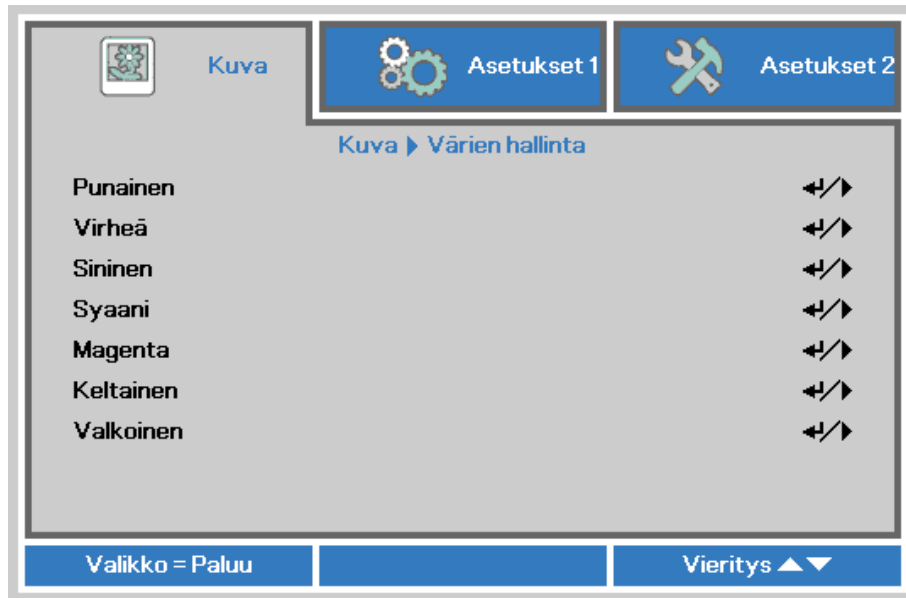 Kuva
Asetukset 1
Asetukset 2
Kuva ▶ Värien hallinta
Punainen
Virheä
Sininen
Syaani
Magenta
Keltainen
Valkoinen
Valikko = Paluu
Vieritys ▲▼